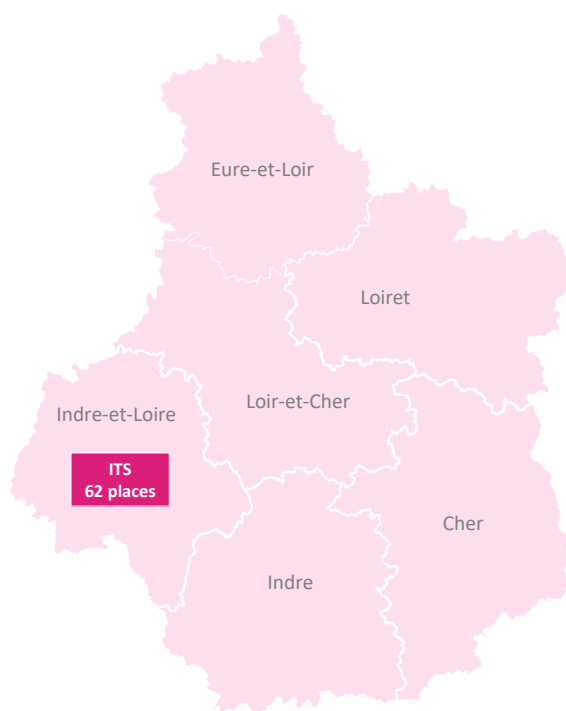 Eure-et-Loir
Loiret
Loir-et-Cher
Indre-et-Loire
ITS
62 places
Cher
Indre